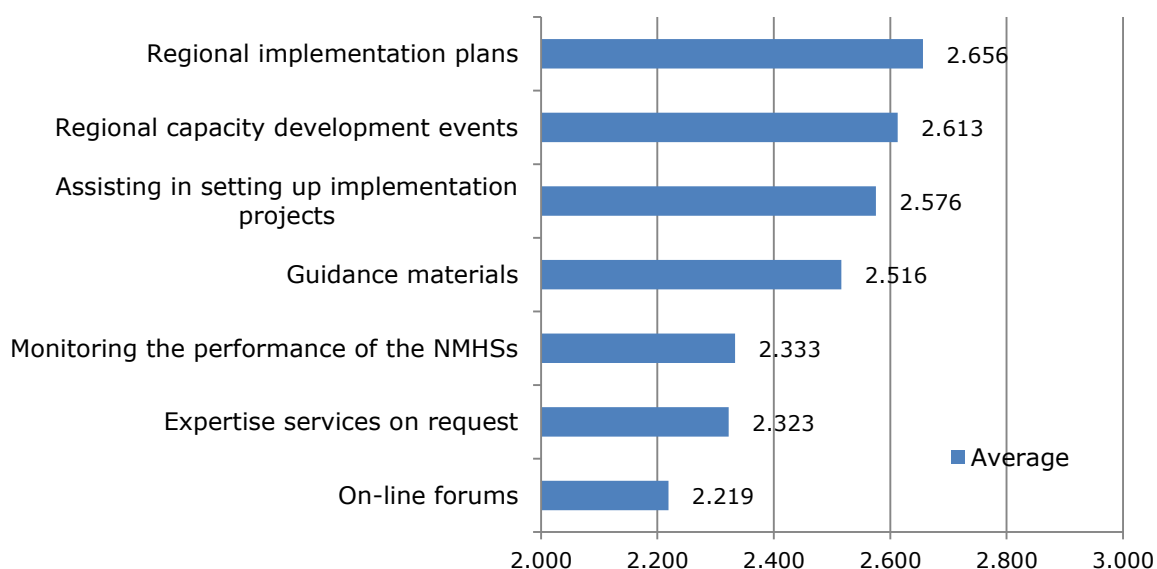 Regional implementation plans
2.656
Regional capacity development events
2.613
Assisting in setting up implementation
projects
2.576
Guidance materials
2.516
Monitoring the performance of the NMHSs
2.333
Expertise services on request
2.323
Average
On-line forums
2.219
2.000 2.200 2.400 2.600 2.800 3.000